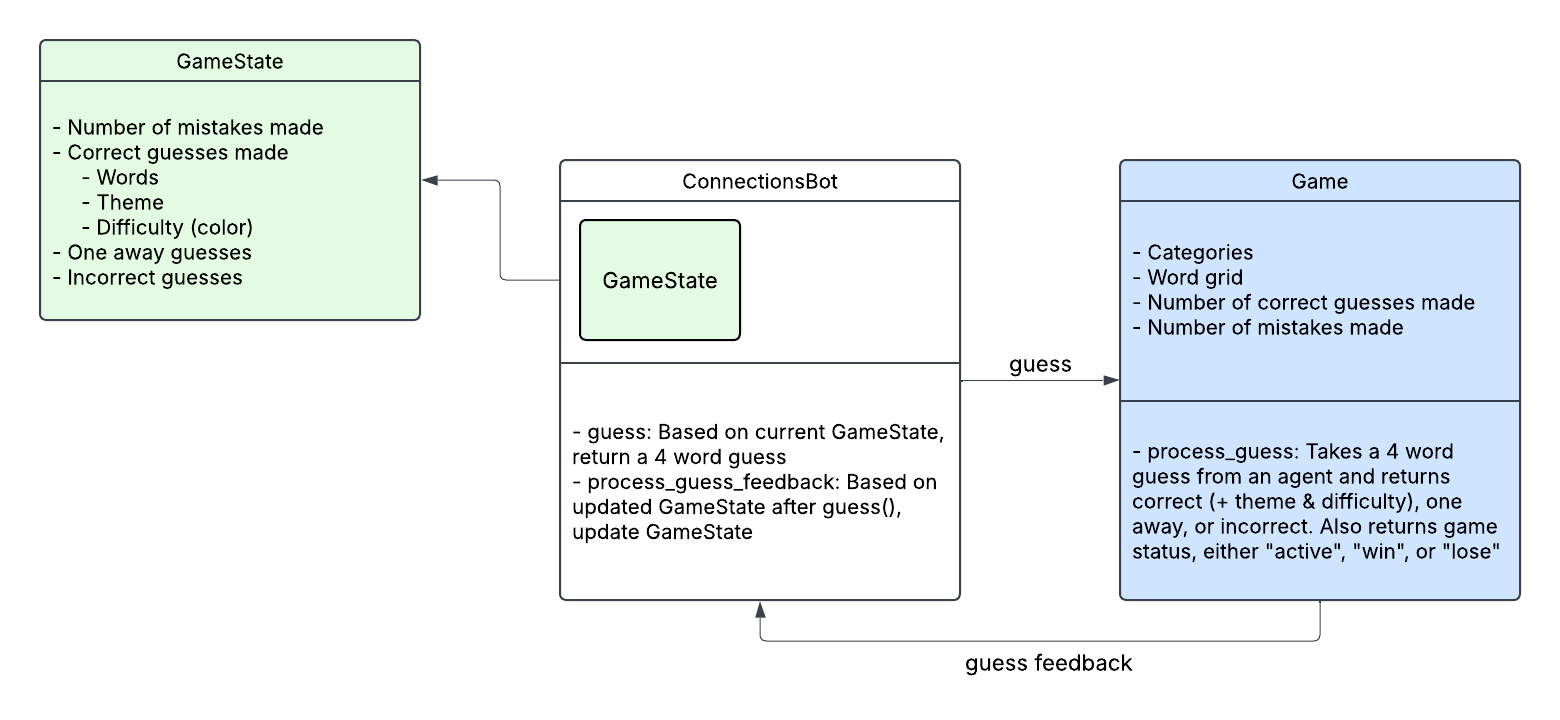 GameState
- Number of mistakes made
- Correct guesses made
- Words
- Theme
- Difficulty (color)
- One away guesses
- Incorrect guesses
ConnectionsBot
GameState
- guess: Based on current GameState,
return a 4 word guess
- process_guess_feedback: Based on
updated GameState after guess(),
update GameState
guess
Game
- Categories
- Word grid
- Number of correct guesses made
- Number of mistakes made
- process_guess: Takes a 4 word
guess from an agent and returns
correct (+ theme & difficulty), one
away, or incorrect. Also returns game
status, either "active", "win", or "lose"
guess feedback